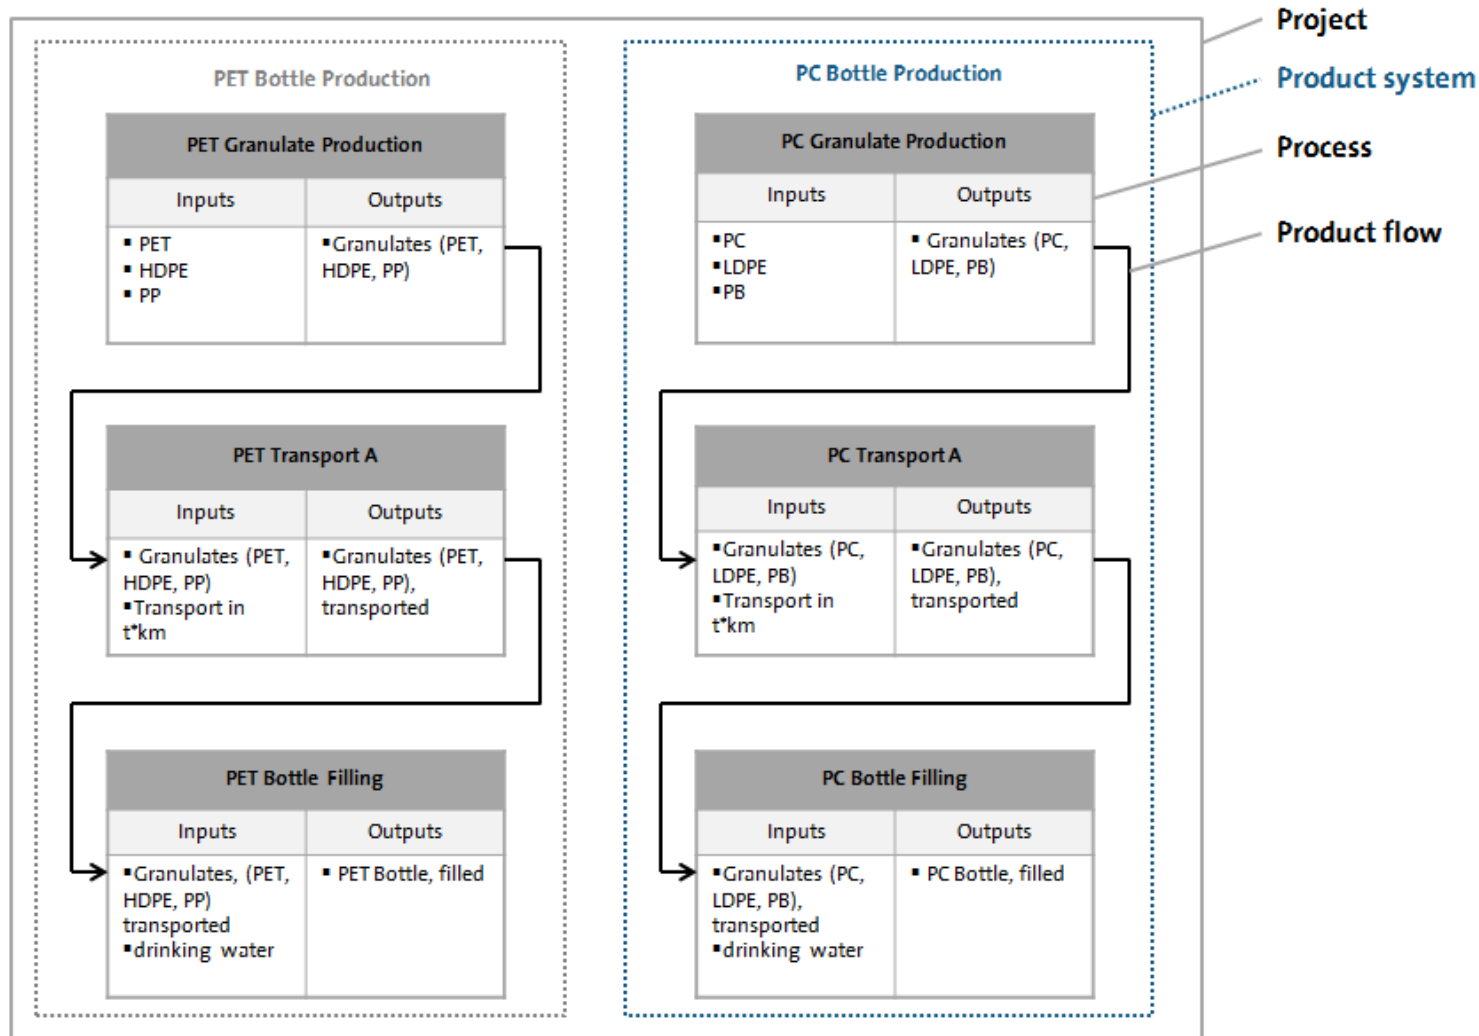 Project
Product system
Process
Product flow
PET Bottle Production
PET Granulate Production
Inputs
Outputs
▪ PET
▪ HDPE
▪ PP
▪Granulates (PET,
HDPE, PP)
PET Transport A
Inputs
Outputs
▪ Granulates (PET,
HDPE, PP)
▪Transport in
t*km
▪Granulates (PET,
HDPE, PP),
transported
PET Bottle Filling
Inputs
Outputs
▪Granulates, (PET,
HDPE, PP)
transported
▪drinking water
▪ PET Bottle, filled
PC Bottle Production
PC Granulate Production
Inputs
Outputs
▪PC
▪LDPE
▪PB
▪ Granulates (PC,
LDPE, PB)
PC Transport A
Inputs
Outputs
▪Granulates (PC,
LDPE, PB)
▪Transport in
t*km
▪Granulates (PC,
LDPE, PB),
transported
PC Bottle Filling
Inputs
Outputs
▪Granulates (PC,
LDPE, PB),
transported
▪drinking water
▪ PC Bottle, filled